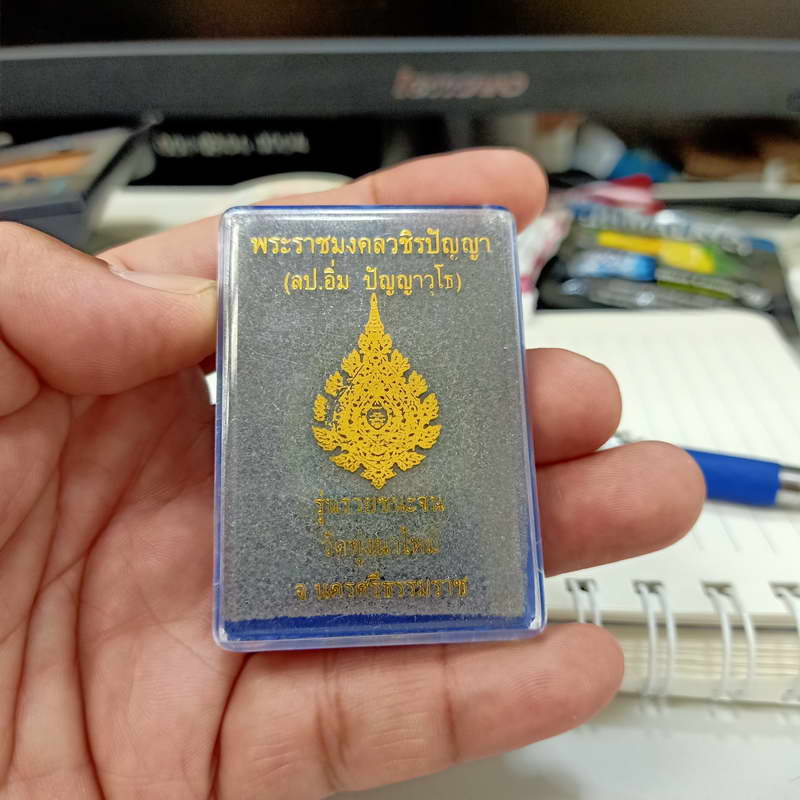 lenovo
พระราชมงคลวชิรปัญญา
(ลป.อิ่ม ปัญญาวุโธ)
รุ่นรวยชนะจน
วัดทุ่งนาใหม่
จ.นครศรีธรรมราช